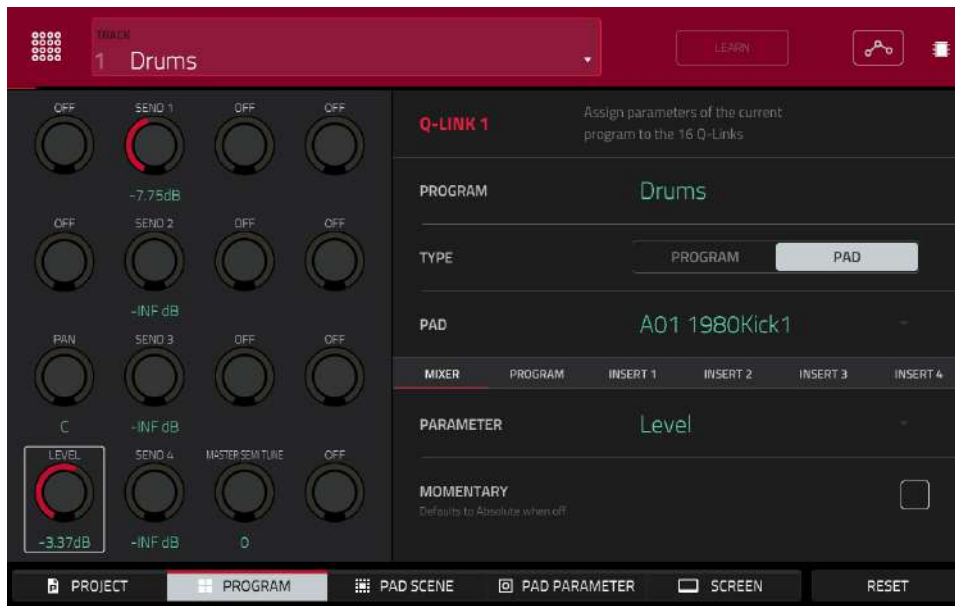 TRACK
1 Drums
LEARN
OFF SEND 1 OFF OFF
-7.75dB
OFF SEND 2 OFF OFF
-INF dB
PAN SEND 3 OFF OFF
C -INF dB
LEVEL SEND 4 MASTER SEMI TUNE OFF
-3.37dB -INF dB 0
Q-LINK 1
Assign parameters of the current
program to the 16 Q-Links
PROGRAM Drums
TYPE PROGRAM PAD
PAD A01 1980Kick1
MIXER PROGRAM INSERT 1 INSERT 2 INSERT 3 INSERT 4
PARAMETER Level
MOMENTARY
Defaults to Absolute when off
PROJECT PROGRAM PAD SCENE PAD PARAMETER SCREEN RESET